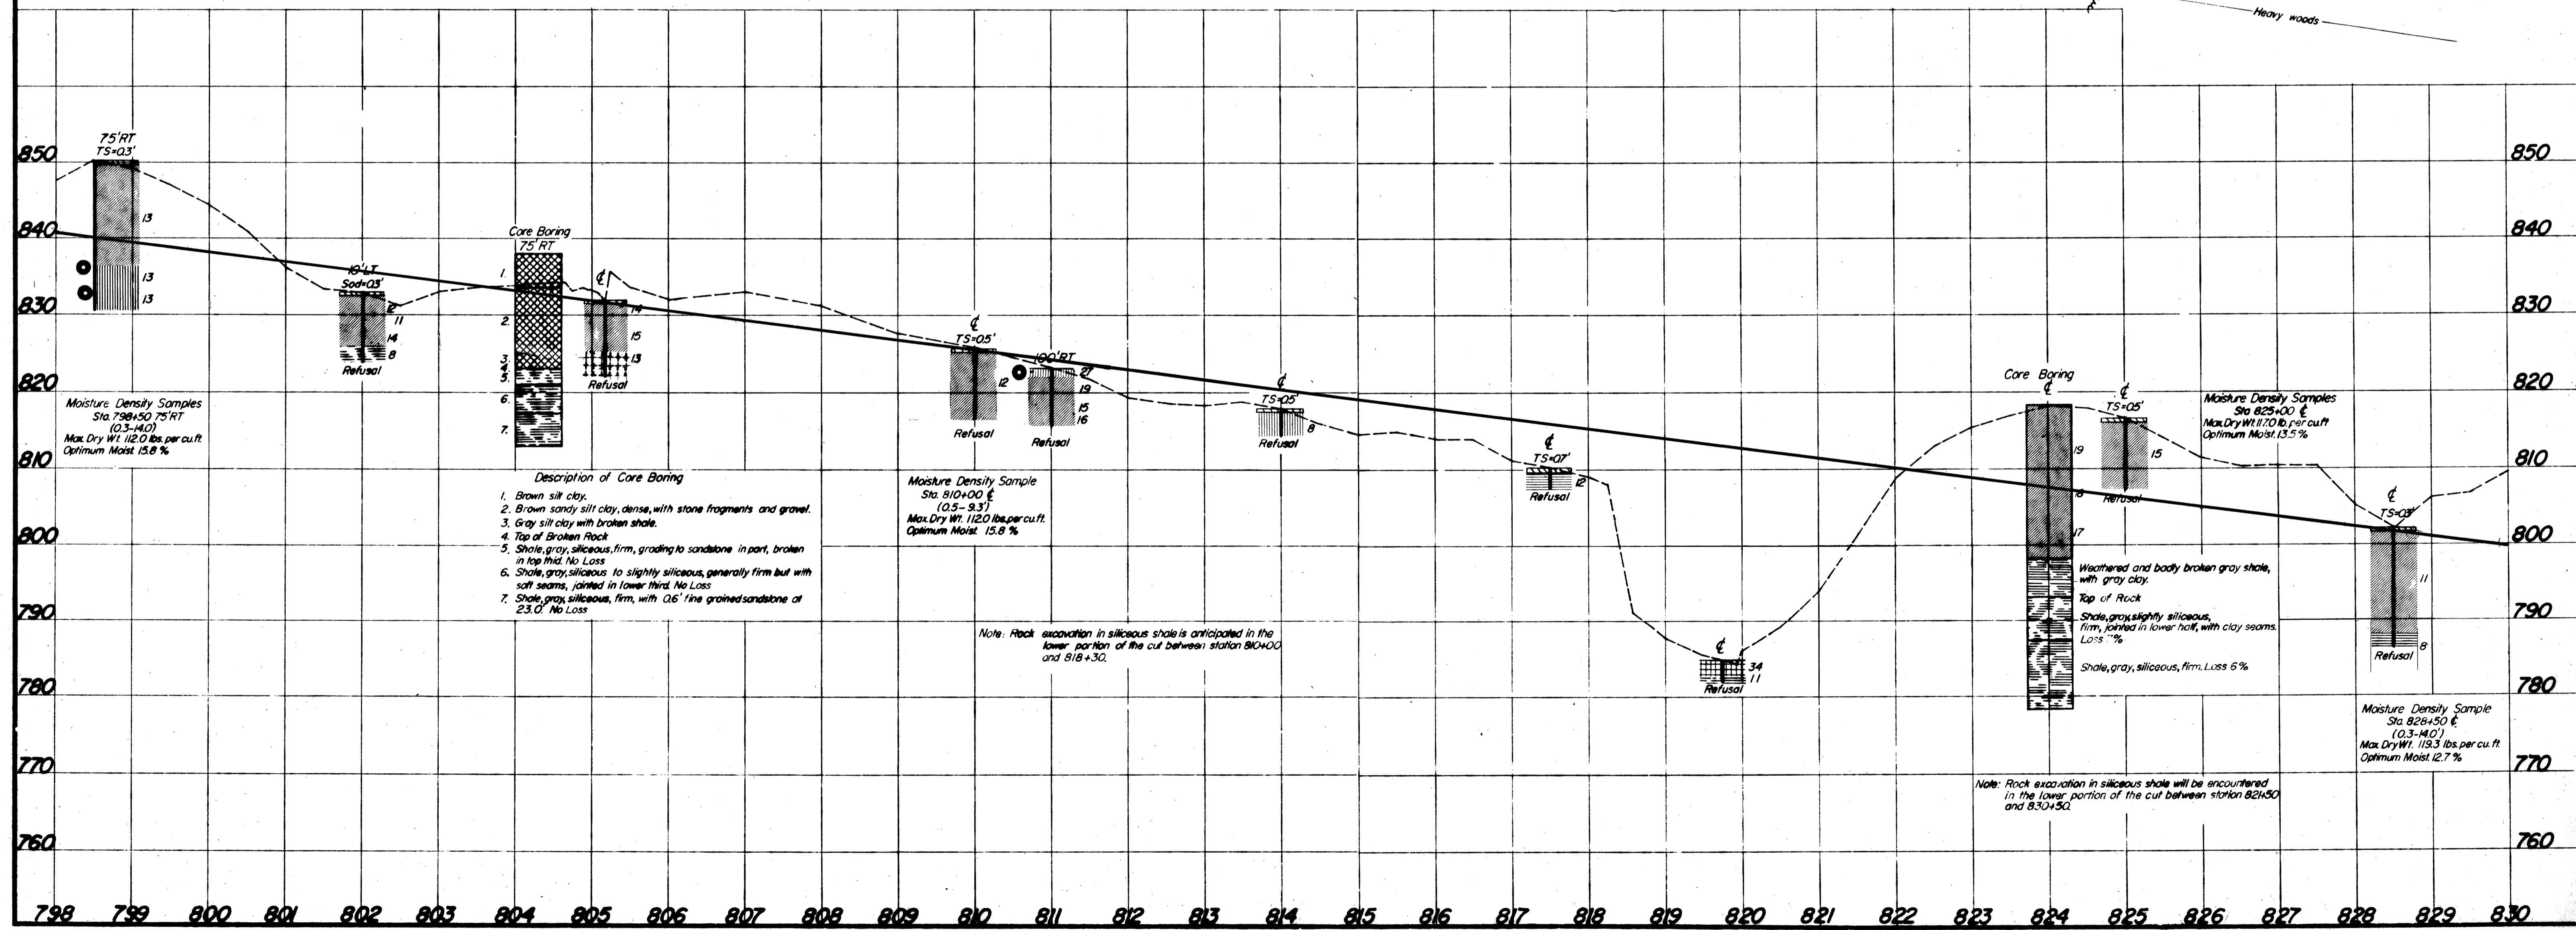 Heavy woods
75'RT
TS=0.3'
850
850
13
840
Core Boring
75'RT
840
13
13
10'LT
Sod=0.3'
1.
830
12
11
14
8
Refusal
2.
3.
4.
5.
6.
7.
14
15
13
Refusal
830
TS=0.5'
12
Refusal
100'RT
27
19
15
16
Refusal
820
TS=0.5'
8
Refusal
Core Boring
820
TS=0.5'
15
Refusal
19
18
17
Moisture Density Samples
Sta. 798+50 75'RT
(0.3-14.0)
Max. Dry Wt. 112.0 lbs. per cu.ft.
Optimum Moist. 15.8 %
Moisture Density Samples
Sta. 825+00 ℄
Max. Dry Wt. 117.0 lb. per cu.ft
Optimum Moist. 13.5 %
810
TS=0.7'
12
Refusal
810
Description of Core Boring
1. Brown silt clay.
2. Brown sandy silt clay, dense, with stone fragments and gravel.
3. Gray silt clay with broken shale.
4. Top of Broken Rock
5. Shale, gray, siliceous, firm, grading to sandstone in part, broken
in top thid. No Loss
6. Shale, gray, siliceous to slightly siliceous, generally firm but with
soft seams, jointed in lower third. No Loss
7. Shale, gray, siliceous, firm, with 0.6' fine grained sandstone at
23.0'. No Loss
Moisture Density Sample
Sta. 810+00 ℄
(0.5 - 9.3')
Max. Dry Wt. 112.0 lbs. per cu. ft.
Optimum Moist. 15.8 %
800
TS=0.3'
11
8
Refusal
800
Weathered and badly broken gray shale,
with gray clay.
Top of Rock
Shale, gray, slightly siliceous,
firm, jointed in lower half, with clay seams.
Loss %
Shale, gray, siliceous, firm. Loss 6%
790
790
Note: Rock excavation in siliceous shale is anticipated in the
lower portion of the cut between station 810+00
and 818+30.
34
11
Refusal
780
780
Moisture Density Sample
Sta. 828+50 ℄
(0.3-14.0')
Max. Dry Wt. 119.3 lbs. per cu. ft.
Optimum Moist. 12.7 %
770
770
Note: Rock excavation in siliceous shale will be encountered
in the lower portion of the cut between station 821+50
and 830+50.
760
760
798 799 800 801 802 803 804 805 806 807 808 809 810 811 812 813 814 815 816 817 818 819 820 821 822 823 824 825 826 827 828 829 830